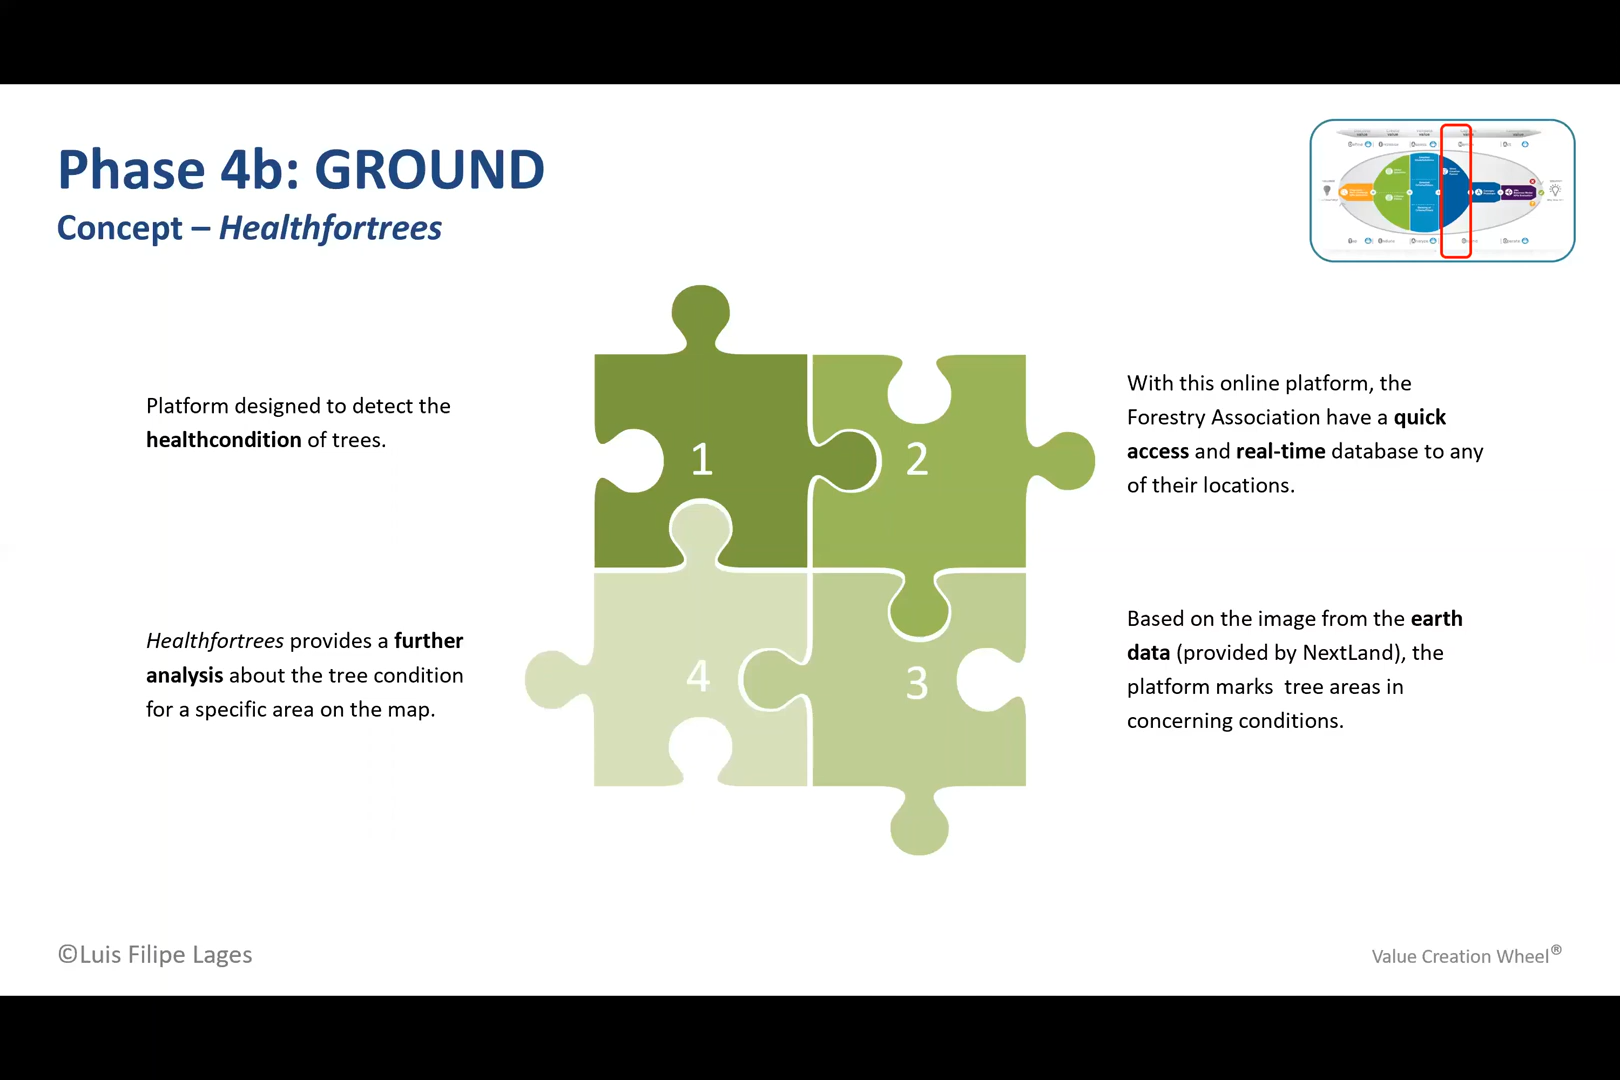 Phase 4b: GROUND
Concept – Healthfortrees
Platform designed to detect the
healthcondition of trees.
1
2
With this online platform, the
Forestry Association have a quick
access and real-time database to any
of their locations.
Healthfortrees provides a further
analysis about the tree condition
for a specific area on the map.
4
3
Based on the image from the earth
data (provided by NextLand), the
platform marks  tree areas in
concerning conditions.
©Luis Filipe Lages
Value Creation Wheel®